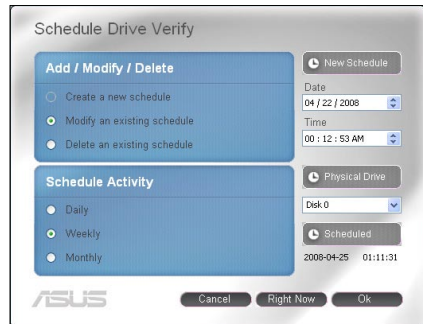 Schedule Drive Verify
Add / Modify / Delete
Create a new schedule
Modify an existing schedule
Delete an existing schedule
New Schedule
Date
04 / 22 / 2008
Time
00 : 12 : 53 AM
Schedule Activity
Daily
Weekly
Monthly
Physical Drive
Disk 0
Scheduled
2008-04-25 01:11:31
ASUS
Cancel
Right Now
Ok